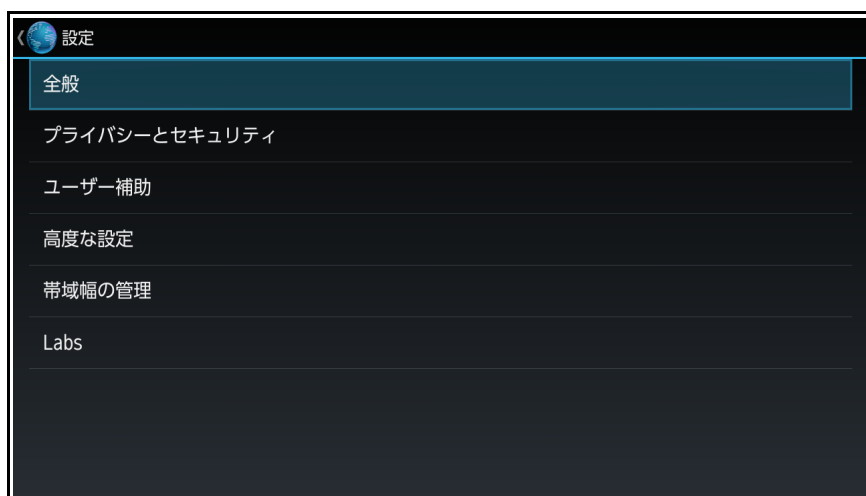 設定
全般
プライバシーとセキュリティ
ユーザー補助
高度な設定
帯域幅の管理
Labs